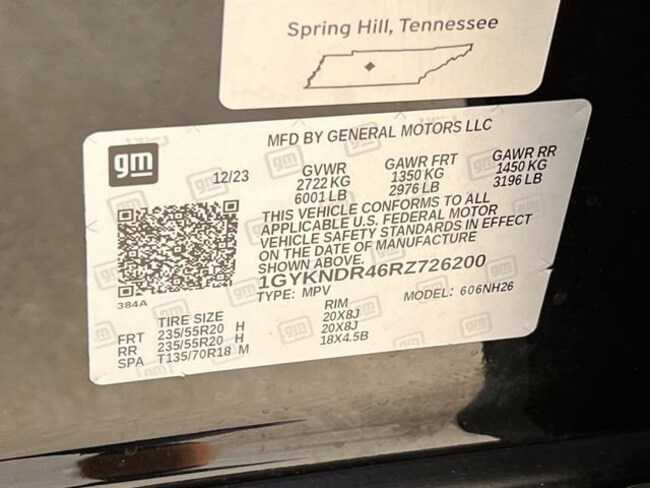 Spring Hill, Tennessee
MFD BY GENERAL MOTORS LLC
gm
12/23
GVWR
2722 KG
6001 LB
GAWR FRT
1350 KG
2976 LB
GAWR RR
1450 KG
3196 LB
THIS VEHICLE CONFORMS TO ALL
APPLICABLE U.S. FEDERAL MOTOR
VEHICLE SAFETY STANDARDS IN EFFECT
ON THE DATE OF MANUFACTURE
SHOWN ABOVE.
1GYKNDR46RZ726200
TYPE: MPV
MODEL: 606NH26
384A
TIRE SIZE RIM
FRT 235/55R20 H 20X8J
RR 235/55R20 H 20X8J
SPA T135/70R18 M 18X4.5B